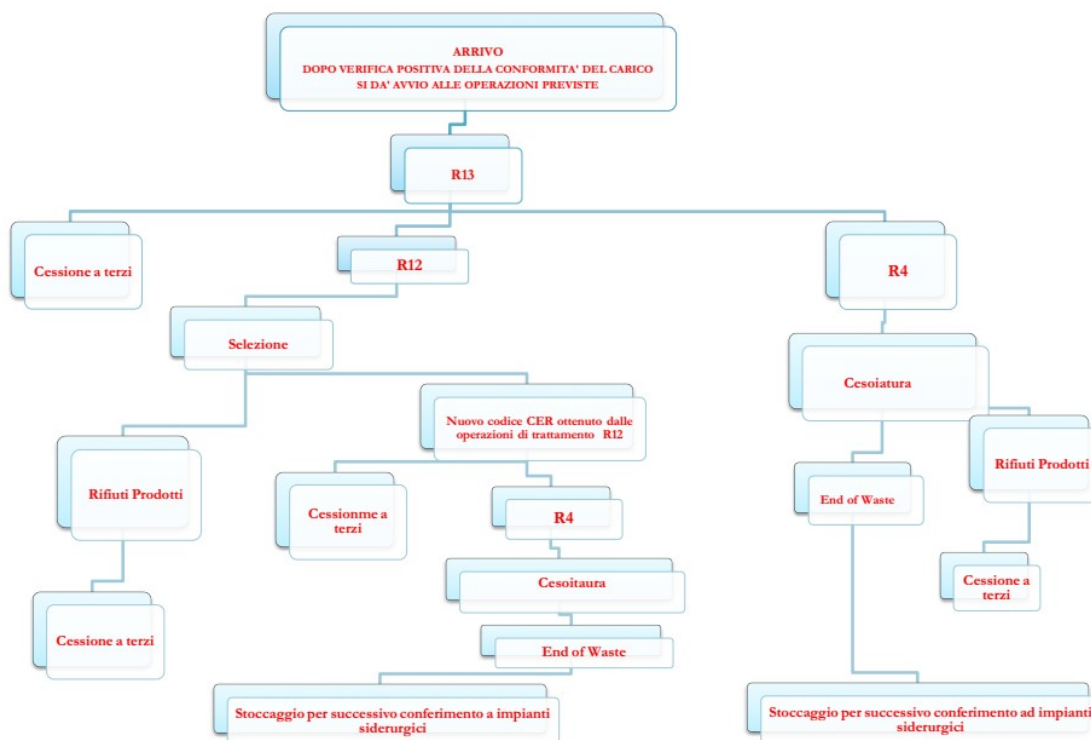 ARRIVO
DOPO VERIFICA POSITIVA DELLA CONFORMITA' DEL CARICO
SI DA' AVVIO ALLE OPERAZIONI PREVISTE
R13
Cessione a terzi
R12
R4
Selezione
Cesoiatura
Nuovo codice CER ottenuto dalle
operazioni di trattamento R12
Rifiuti Prodotti
Cessionme a
terzi
R4
End of Waste
Rifiuti Prodotti
Cesoitaura
Cessione a
terzi
Cessione a terzi
End of Waste
Stoccaggio per successivo conferimento a impianti
siderurgici
Stoccaggio per successivo conferimento ad impianti
siderurgici